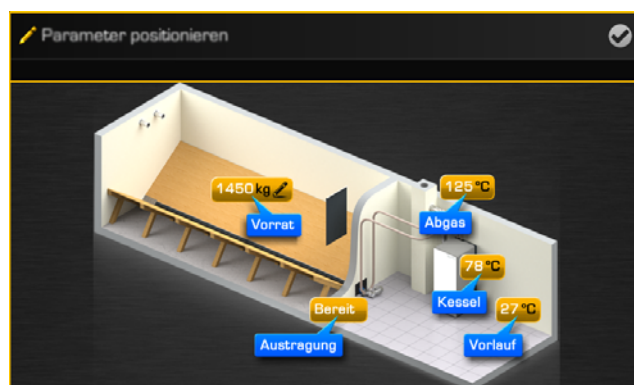 Parameter positionieren
1450 kg
Vorrat
125 °C
Abgas
78 °C
Kessel
Bereit
Austragung
27 °C
Vorlauf